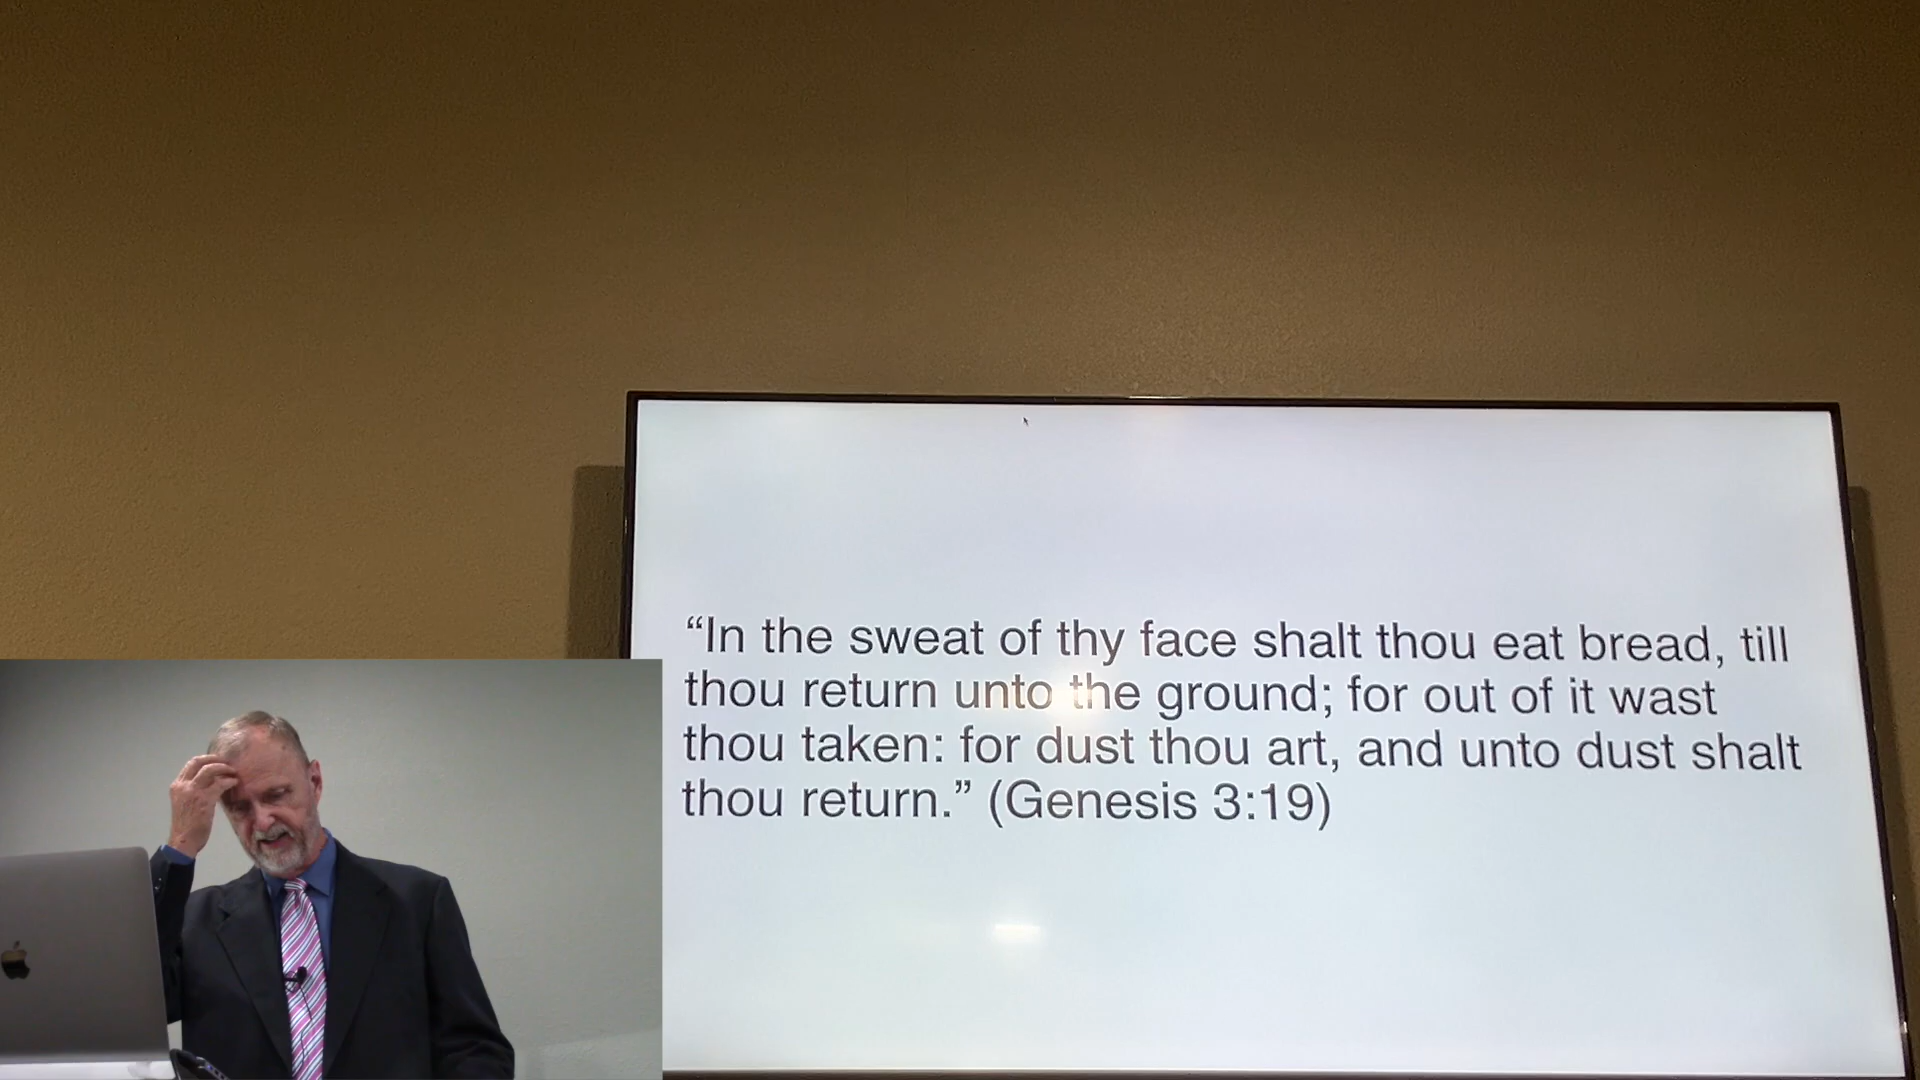 “In the sweat of thy face shalt thou eat bread, till
thou return unto the ground; for out of it wast
thou taken: for dust thou art, and unto dust shalt
thou return.” (Genesis 3:19)